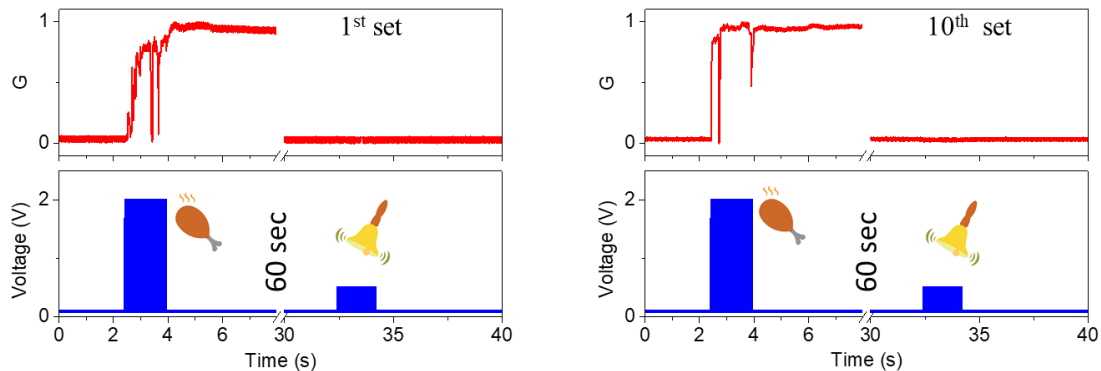 1st set
1
0
G
2
0
Voltage (V)
60 sec
0 2 4 6 30 35 40
Time (s)
10th set
1
0
G
2
0
Voltage (V)
60 sec
0 2 4 6 30 35 40
Time (s)